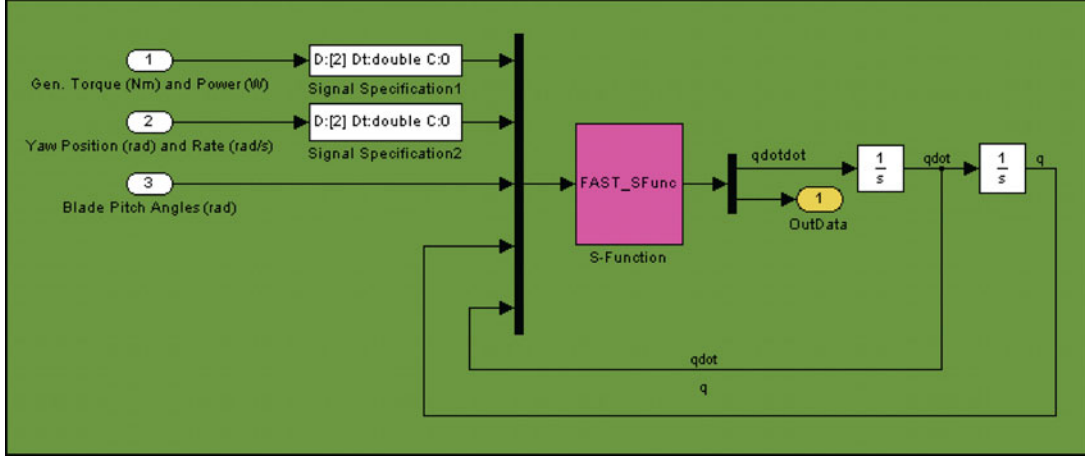 1
D:[2] Dt:double C:0
Gen. Torque (Nm) and Power (W)
Signal Specification1
2
D:[2] Dt:double C:0
Yaw Position (rad) and Rate (rad/s)
Signal Specification2
3
Blade Pitch Angles (rad)
FAST_SFunc
S-Function
qdotdot
1
s
qdot
1
s
q
1
OutData
qdot
q